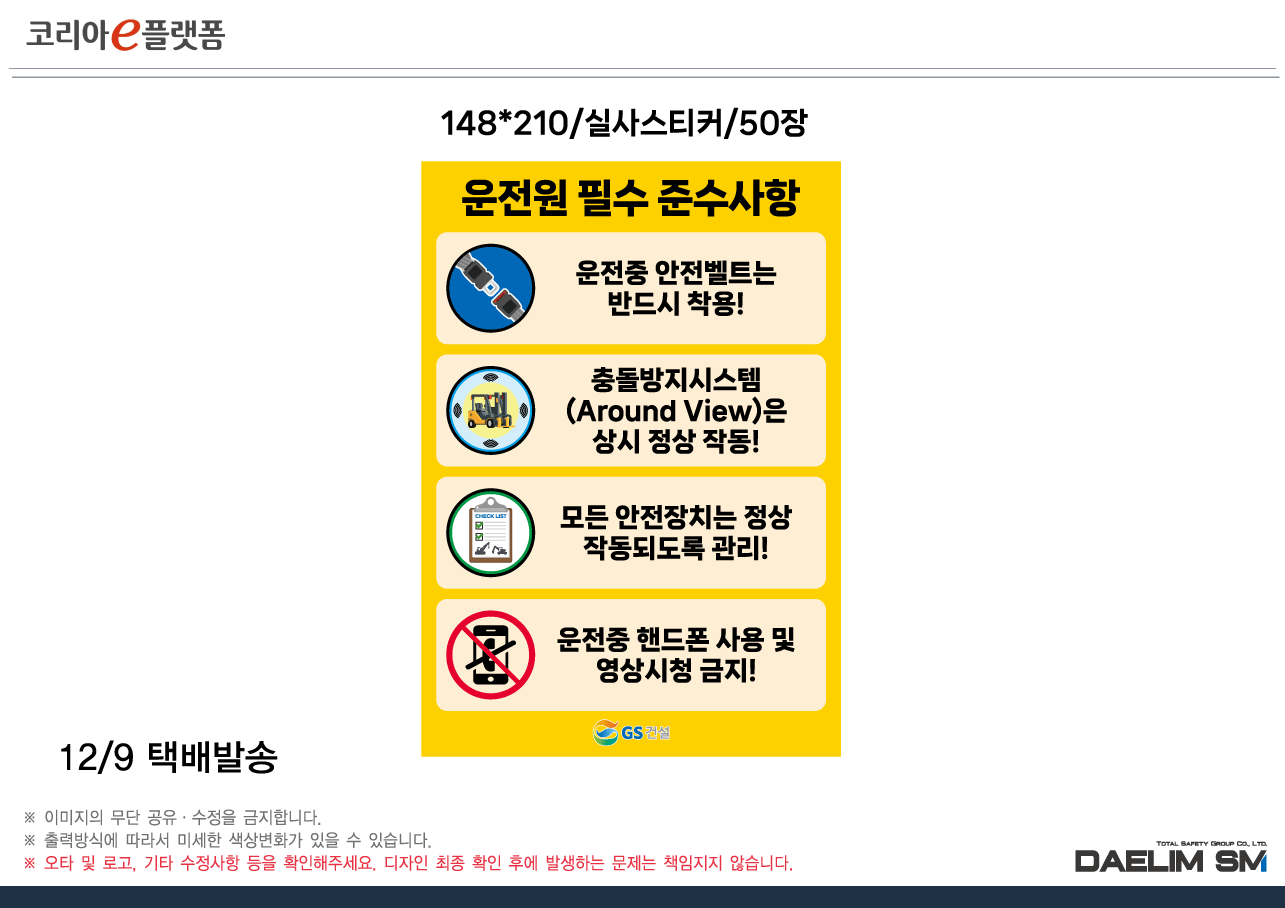 코리아e플랫폼
148*210/실사스티커/50장
운전원 필수 준수사항
운전중 안전벨트는
반드시 착용!
충돌방지시스템
(Around View)은
상시 정상 작동!
CHECK LIST
모든 안전장치는 정상
작동되도록 관리!
운전중 핸드폰 사용 및
영상시청 금지!
GS건설
12/9 택배발송
※ 이미지의 무단 공유 · 수정을 금지합니다.
※ 출력방식에 따라서 미세한 색상변화가 있을 수 있습니다.
※ 오타 및 로고, 기타 수정사항 등을 확인해주세요. 디자인 최종 확인 후에 발생하는 문제는 책임지지 않습니다.
TOTAL SAFETY GROUP CO., LTD.
DAELIM SM